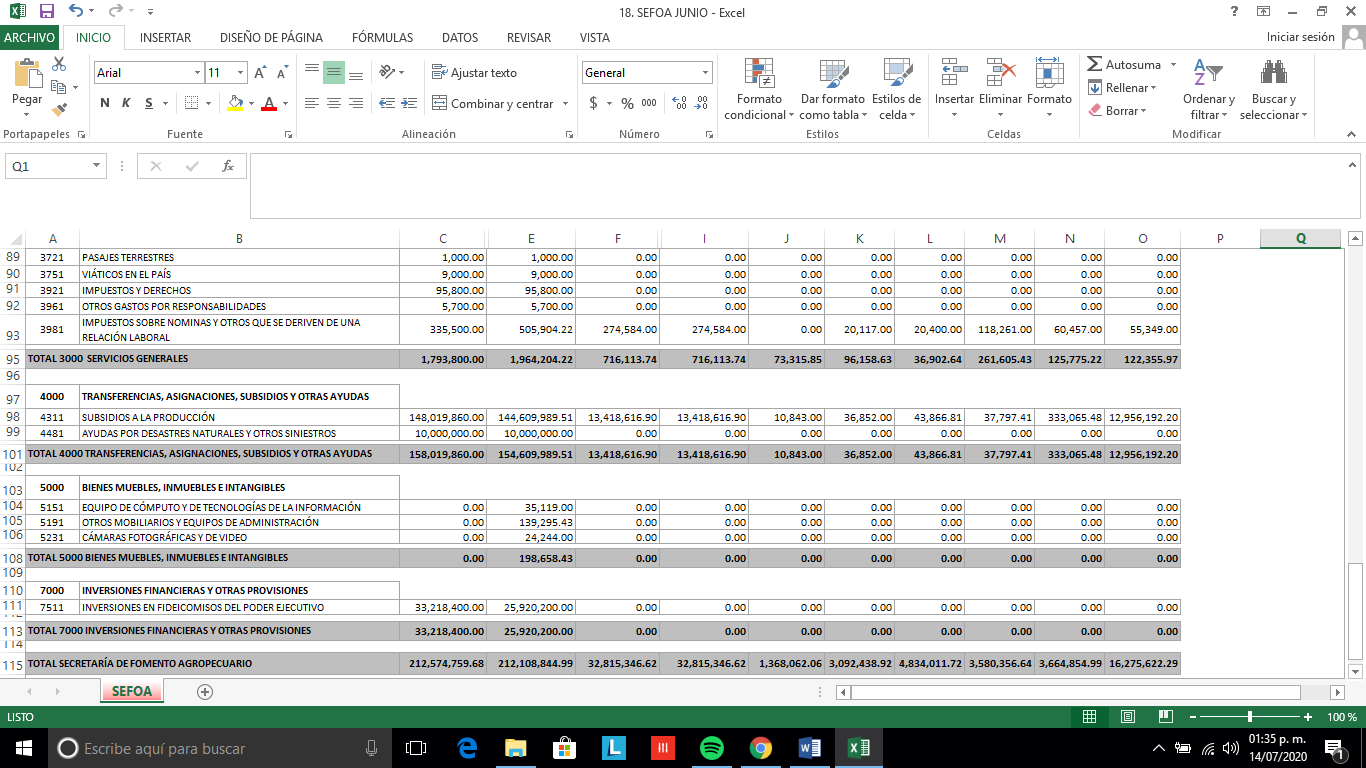 18. SEFOA JUNIO - Excel
ARCHIVO INICIO INSERTAR DISEÑO DE PÁGINA FÓRMULAS DATOS REVISAR VISTA Iniciar sesión
Arial 11 Ajustar texto General Autosuma
Pegar N K S Combinar y centrar $ % 000 Formato condicional Dar formato como tabla Estilos de celda Insertar Eliminar Formato Rellenar Borrar Ordenar y filtrar Buscar y seleccionar
Portapapeles Fuente Alineación Número Estilos Celdas Modificar
Q1 fx
A B C E F I J K L M N O P Q
89 3721 PASAJES TERRESTRES 1,000.00 1,000.00 0.00 0.00 0.00 0.00 0.00 0.00 0.00 0.00
90 3751 VIÁTICOS EN EL PAÍS 9,000.00 9,000.00 0.00 0.00 0.00 0.00 0.00 0.00 0.00 0.00
91 3921 IMPUESTOS Y DERECHOS 95,800.00 95,800.00 0.00 0.00 0.00 0.00 0.00 0.00 0.00 0.00
92 3961 OTROS GASTOS POR RESPONSABILIDADES 5,700.00 5,700.00 0.00 0.00 0.00 0.00 0.00 0.00 0.00 0.00
93 3981 IMPUESTOS SOBRE NOMINAS Y OTROS QUE SE DERIVEN DE UNA
RELACIÓN LABORAL 335,500.00 505,904.22 274,584.00 274,584.00 0.00 20,117.00 20,400.00 118,261.00 60,457.00 55,349.00
95 TOTAL 3000 SERVICIOS GENERALES 1,793,800.00 1,964,204.22 716,113.74 716,113.74 73,315.85 96,158.63 36,902.64 261,605.43 125,775.22 122,355.97
96
97 4000 TRANSFERENCIAS, ASIGNACIONES, SUBSIDIOS Y OTRAS AYUDAS
98 4311 SUBSIDIOS A LA PRODUCCIÓN 148,019,860.00 144,609,989.51 13,418,616.90 13,418,616.90 10,843.00 36,852.00 43,866.81 37,797.41 333,065.48 12,956,192.20
99 4481 AYUDAS POR DESASTRES NATURALES Y OTROS SINIESTROS 10,000,000.00 10,000,000.00 0.00 0.00 0.00 0.00 0.00 0.00 0.00 0.00
101 TOTAL 4000 TRANSFERENCIAS, ASIGNACIONES, SUBSIDIOS Y OTRAS AYUDAS 158,019,860.00 154,609,989.51 13,418,616.90 13,418,616.90 10,843.00 36,852.00 43,866.81 37,797.41 333,065.48 12,956,192.20
102
103 5000 BIENES MUEBLES, INMUEBLES E INTANGIBLES
104 5151 EQUIPO DE CÓMPUTO Y DE TECNOLOGÍAS DE LA INFORMACIÓN 0.00 35,119.00 0.00 0.00 0.00 0.00 0.00 0.00 0.00 0.00
105 5191 OTROS MOBILIARIOS Y EQUIPOS DE ADMINISTRACIÓN 0.00 139,295.43 0.00 0.00 0.00 0.00 0.00 0.00 0.00 0.00
106 5231 CÁMARAS FOTOGRÁFICAS Y DE VIDEO 0.00 24,244.00 0.00 0.00 0.00 0.00 0.00 0.00 0.00 0.00
108 TOTAL 5000 BIENES MUEBLES, INMUEBLES E INTANGIBLES 0.00 198,658.43 0.00 0.00 0.00 0.00 0.00 0.00 0.00 0.00
109
110 7000 INVERSIONES FINANCIERAS Y OTRAS PROVISIONES
111 7511 INVERSIONES EN FIDEICOMISOS DEL PODER EJECUTIVO 33,218,400.00 25,920,200.00 0.00 0.00 0.00 0.00 0.00 0.00 0.00 0.00
113 TOTAL 7000 INVERSIONES FINANCIERAS Y OTRAS PROVISIONES 33,218,400.00 25,920,200.00 0.00 0.00 0.00 0.00 0.00 0.00 0.00 0.00
114
115 TOTAL SECRETARÍA DE FOMENTO AGROPECUARIO 212,574,759.68 212,108,844.99 32,815,346.62 32,815,346.62 1,368,062.06 3,092,438.92 4,834,011.72 3,580,356.64 3,664,854.99 16,275,622.29
SEFOA
LISTO 100 %
Escribe aquí para buscar 01:35 p. m.
14/07/2020